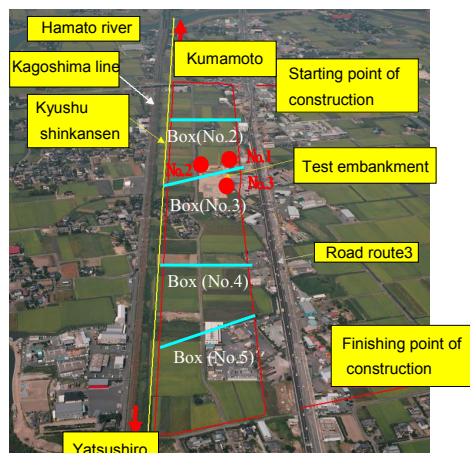 Hamato river
Kumamoto
Kagoshima line
Starting point of
construction
Kyushu
shinkansen
Box(No.2)
No.1
No.2
Test embankment
No.3
Box(No.3)
Road route3
Box (No.4)
Box (No.5)
Finishing point of
construction
Yatsushiro